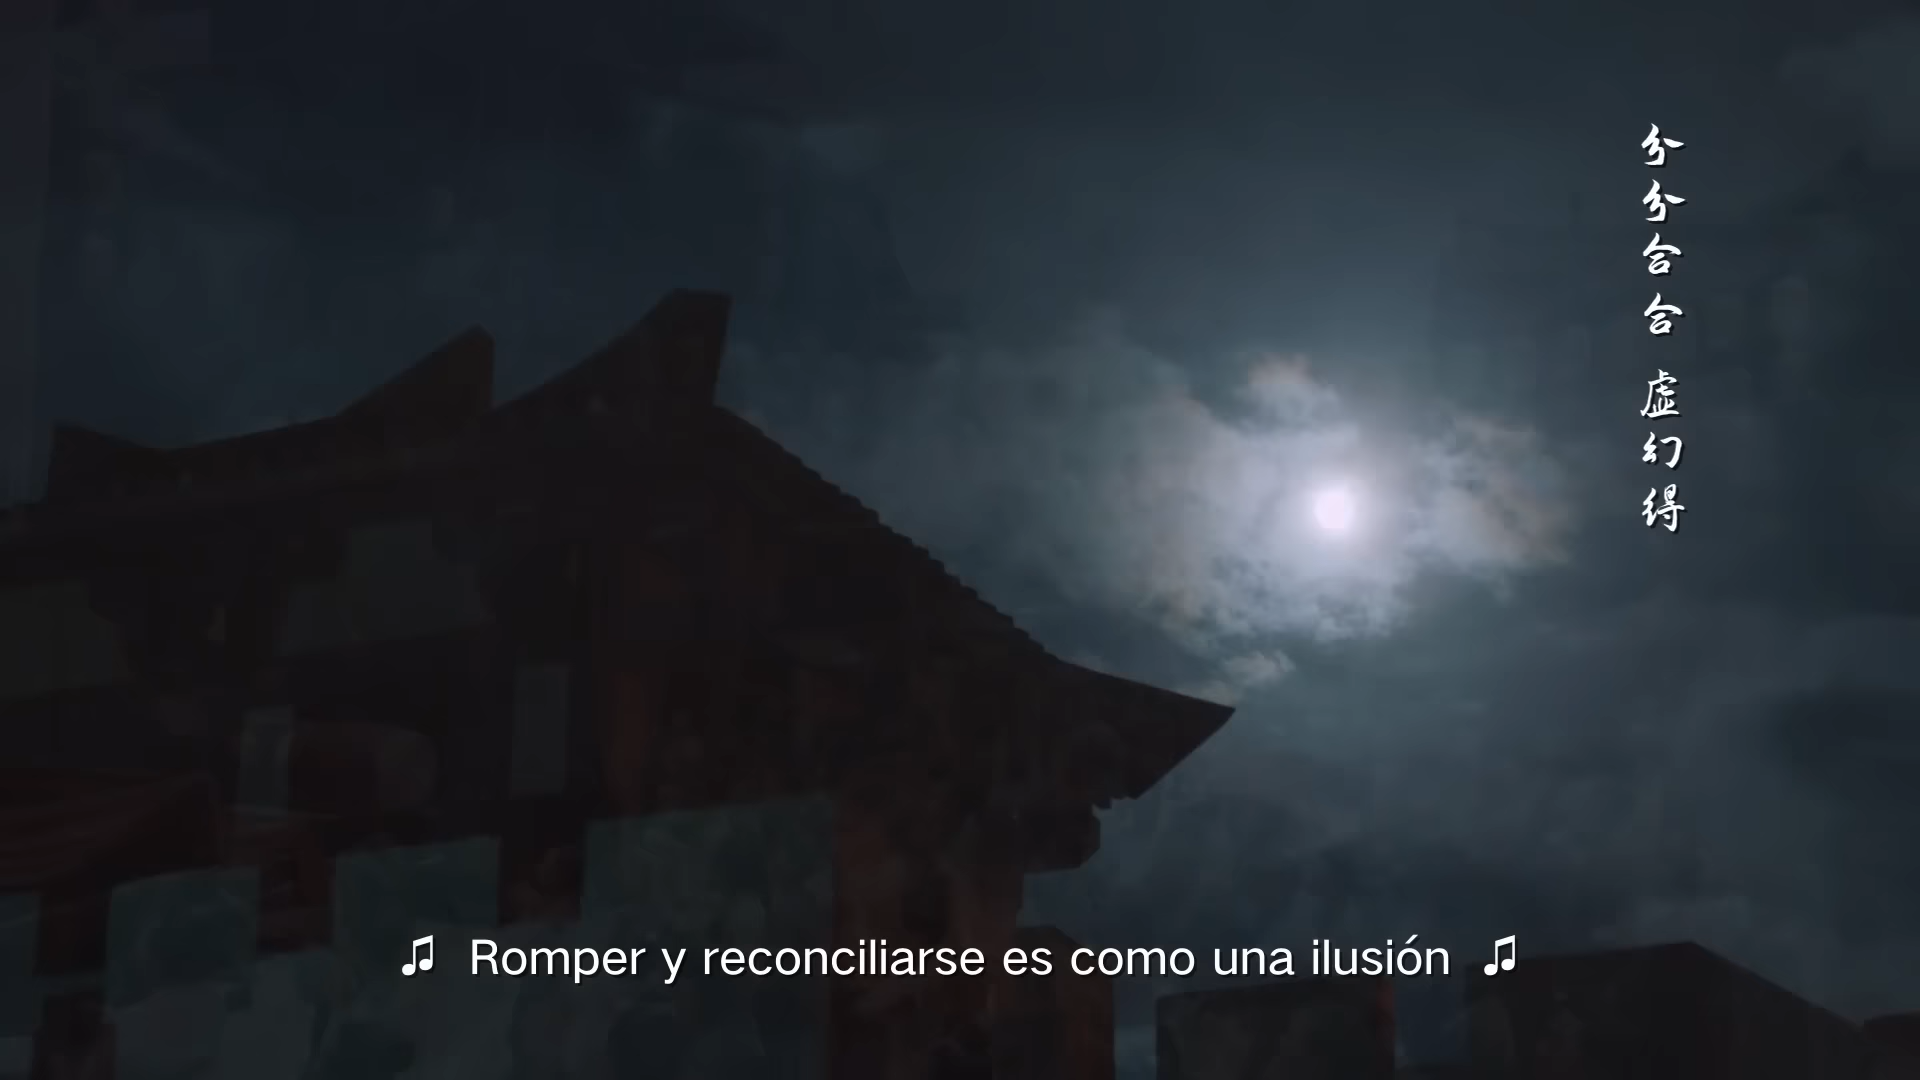 分分合合 虚幻得
♫ Romper y reconciliarse es como una ilusión ♫